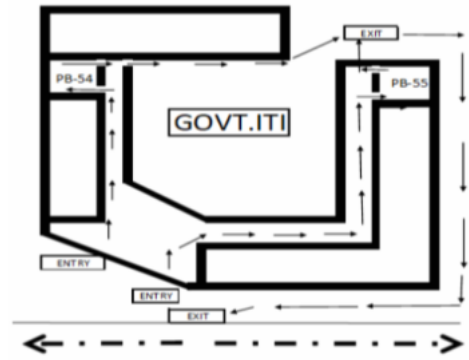 EXIT
PB-54
PB-55
GOVT.ITI
ENTRY
ENTRY
EXIT